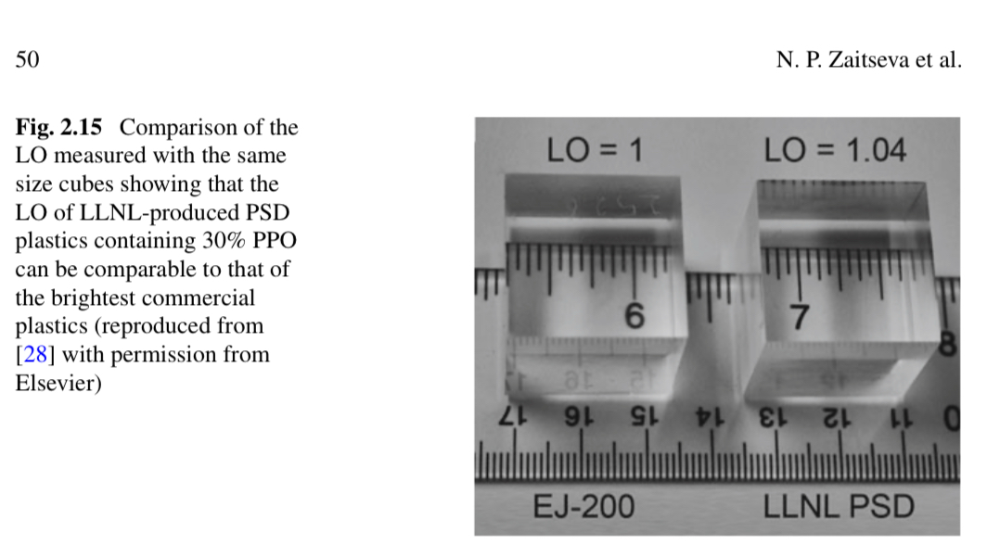 50
N. P. Zaitseva et al.
Fig. 2.15 Comparison of the
LO measured with the same
size cubes showing that the
LO of LLNL-produced PSD
plastics containing 30% PPO
can be comparable to that of
the brightest commercial
plastics (reproduced from
[28] with permission from
Elsevier)
LO = 1
LO = 1.04
6
7
8
17 16 15 14 13 12 11 0
EJ-200
LLNL PSD